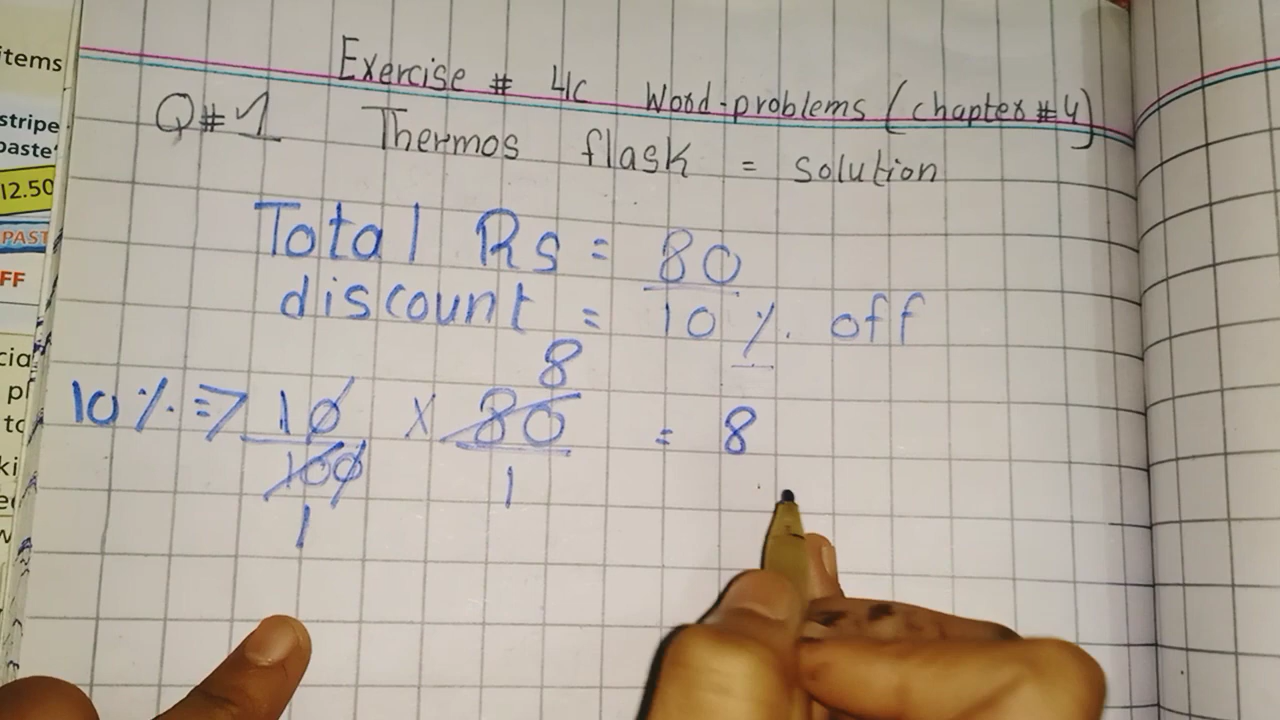 Exercise # 4c Word-problems (chapter #4)
Q#1 Thermos flask = solution
Total Rs = 80
discount = 10 %. off
8
10 %. => 10 x 80 = 8
100 1
1
items
stripe
paste'
12.50
PAST
FF